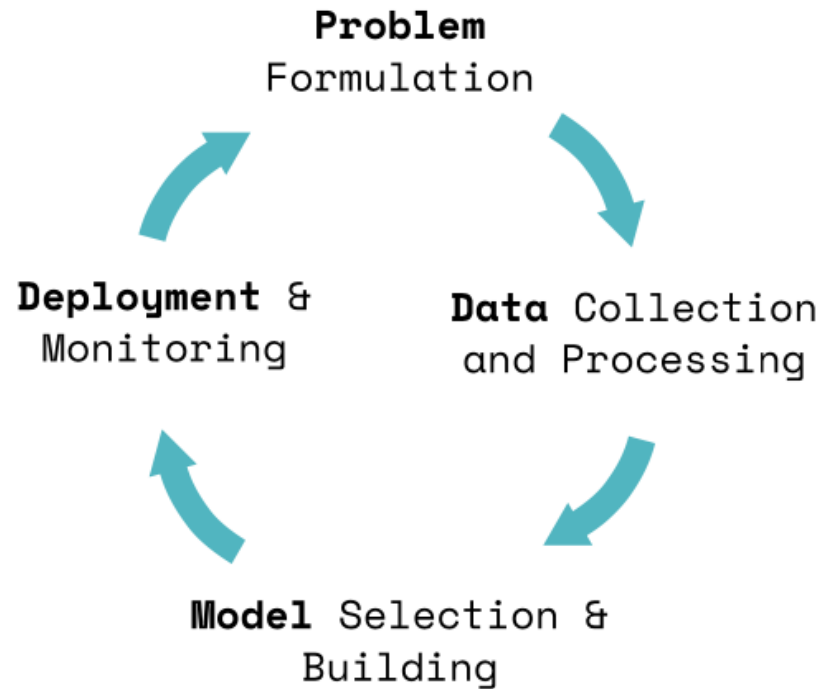 Problem
Formulation
Data Collection
and Processing
Model Selection &
Building
Deployment &
Monitoring